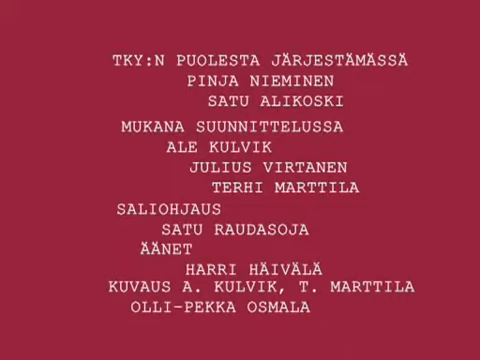 TKY:N PUOLESTA JÄRJESTÄMÄSSÄ
PINJA NIEMINEN
SATU ALIKOSKI
MUKANA SUUNNITTELUSSA
ALE KULVIK
JULIUS VIRTANEN
TERHI MARTTILA
SALIOHJAUS
SATU RAUDASOJA
ÄÄNET
HARRI HÄIVÄLÄ
KUVAUS A. KULVIK, T. MARTTILA
OLLI-PEKKA OSMALA